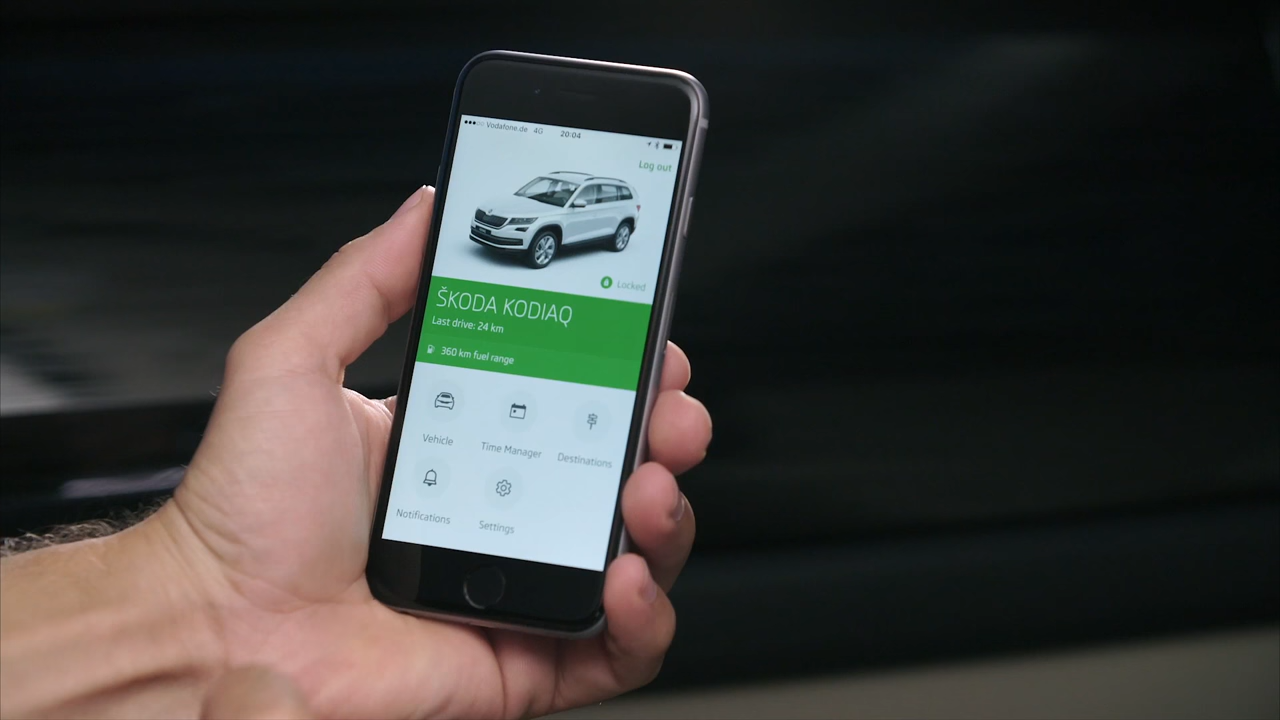 Vodafone.de 4G 20:04
Log out
Locked
ŠKODA KODIAQ
Last drive: 24 km
360 km fuel range
Vehicle
Time Manager
Destinations
Notifications
Settings